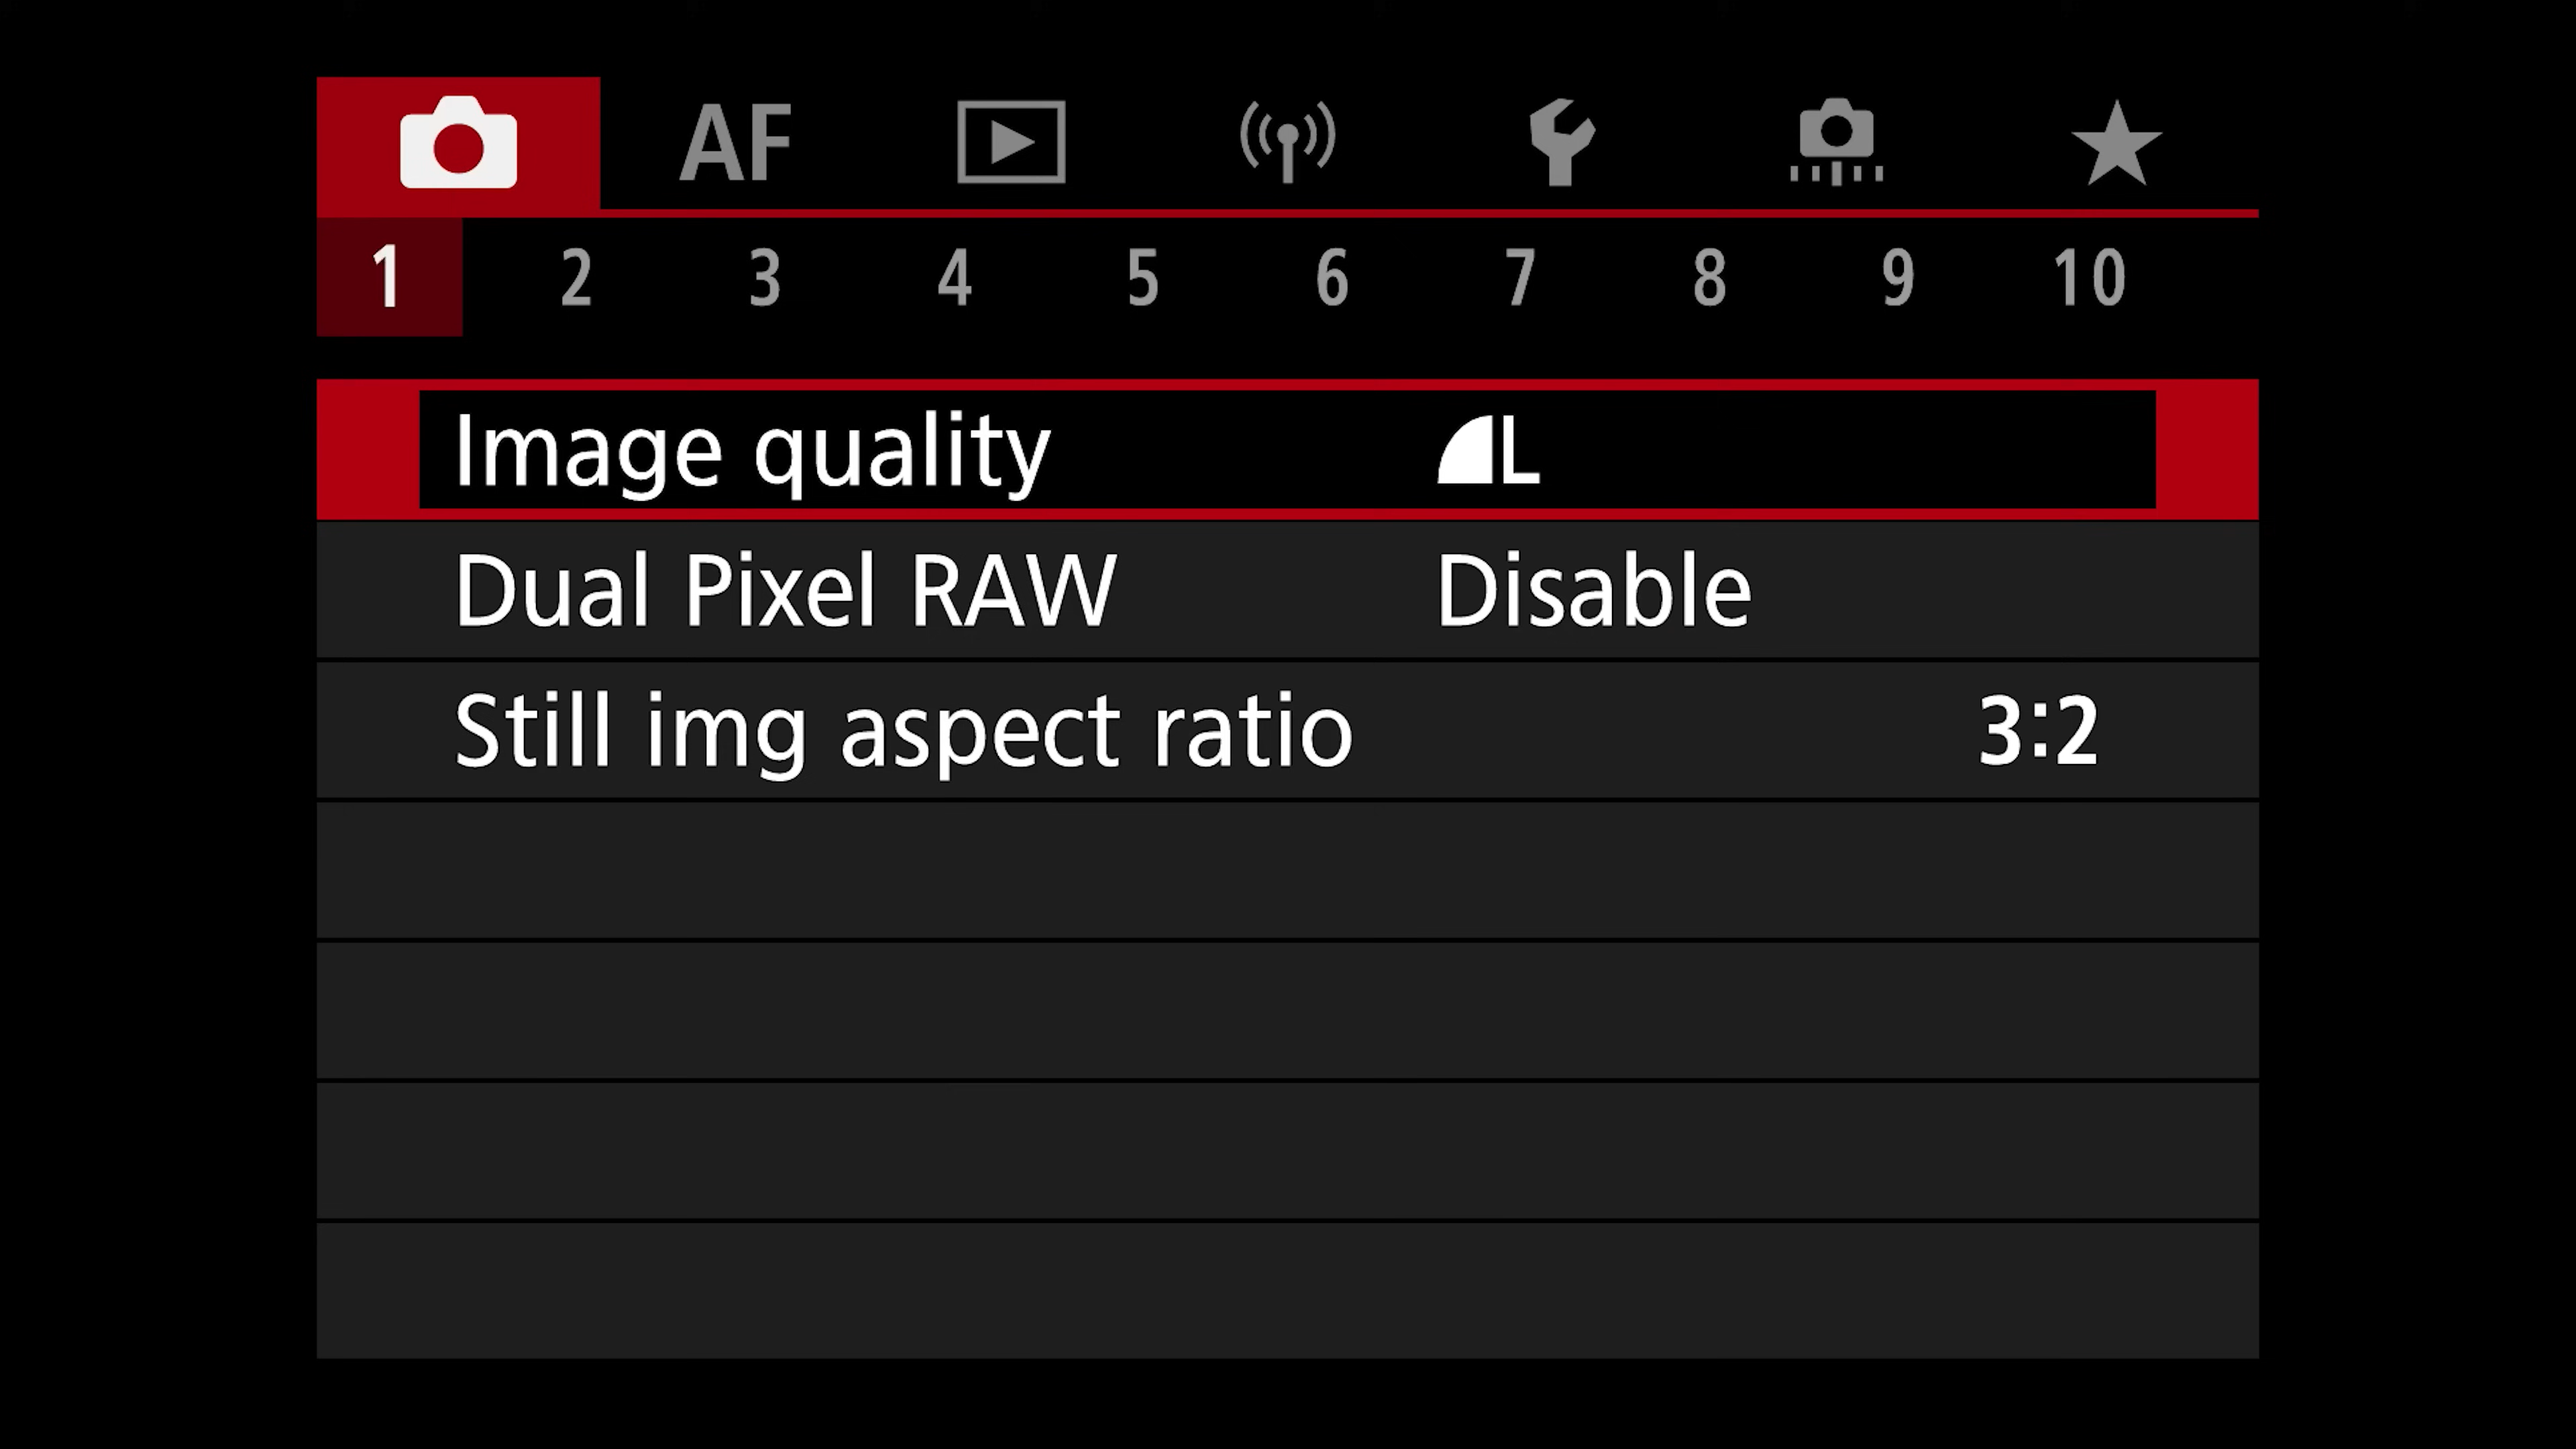 AF
1 2 3 4 5 6 7 8 9 10
Image quality L
Dual Pixel RAW Disable
Still img aspect ratio 3:2